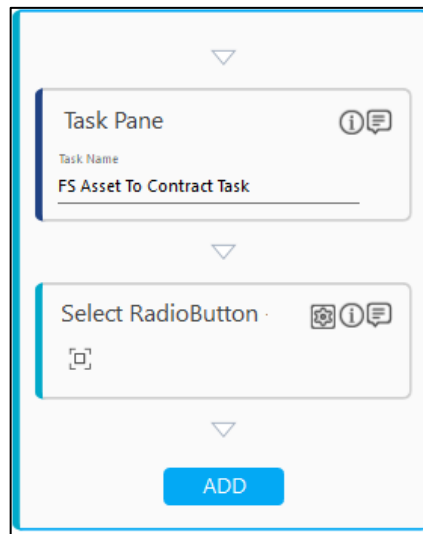 Task Pane
Task Name
FS Asset To Contract Task
Select RadioButton
ADD